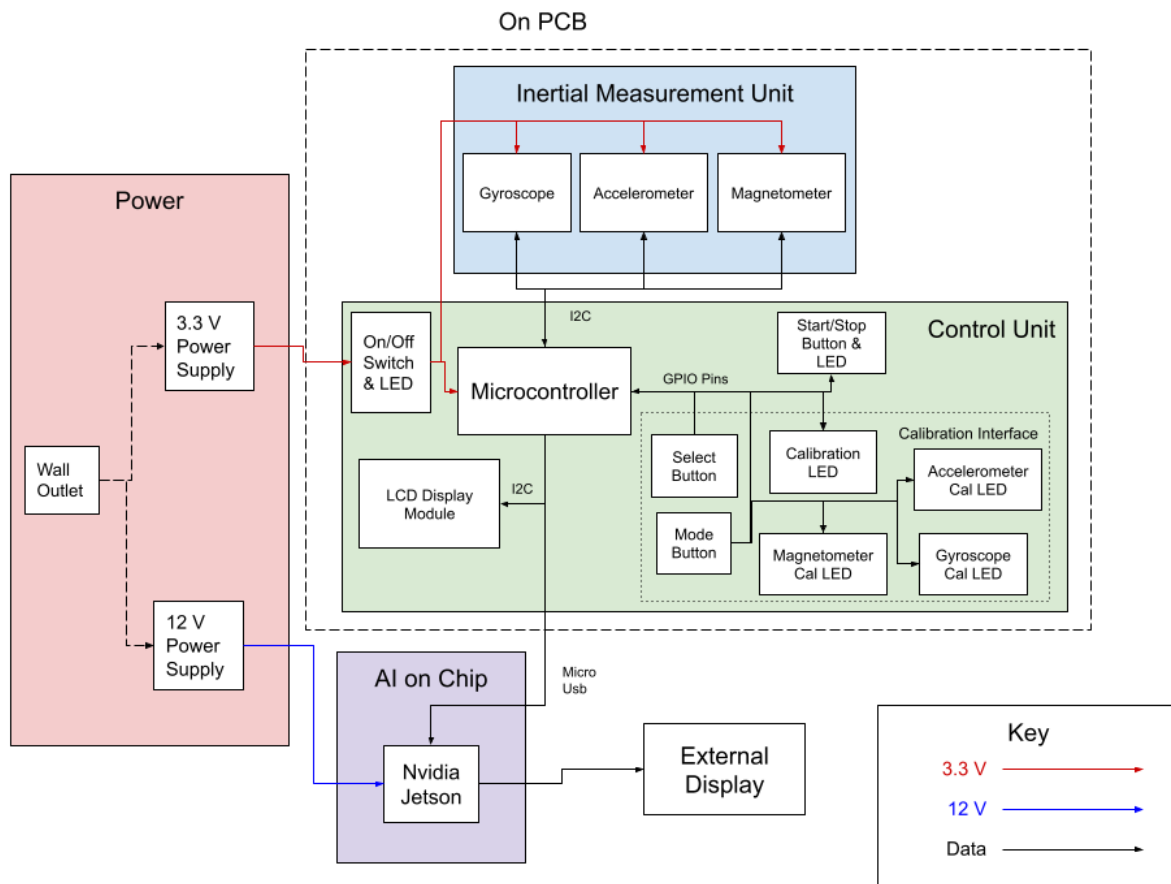 On PCB
Inertial Measurement Unit
Gyroscope
Accelerometer
Magnetometer
Power
3.3 V
Power
Supply
Wall
Outlet
12 V
Power
Supply
I2C
Control Unit
On/Off
Switch
& LED
Microcontroller
Start/Stop
Button &
LED
GPIO Pins
Calibration Interface
Select
Button
Calibration
LED
Accelerometer
Cal LED
LCD Display
Module
I2C
Mode
Button
Magnetometer
Cal LED
Gyroscope
Cal LED
AI on Chip
Micro
Usb
Nvidia
Jetson
External
Display
Key
3.3 V
12 V
Data